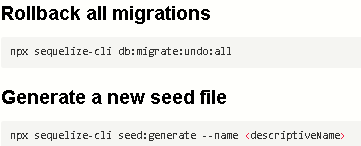 Rollback all migrations
npx sequelize-cli db:migrate:undo:all
Generate a new seed file
npx sequelize-cli seed:generate --name <descriptiveName>